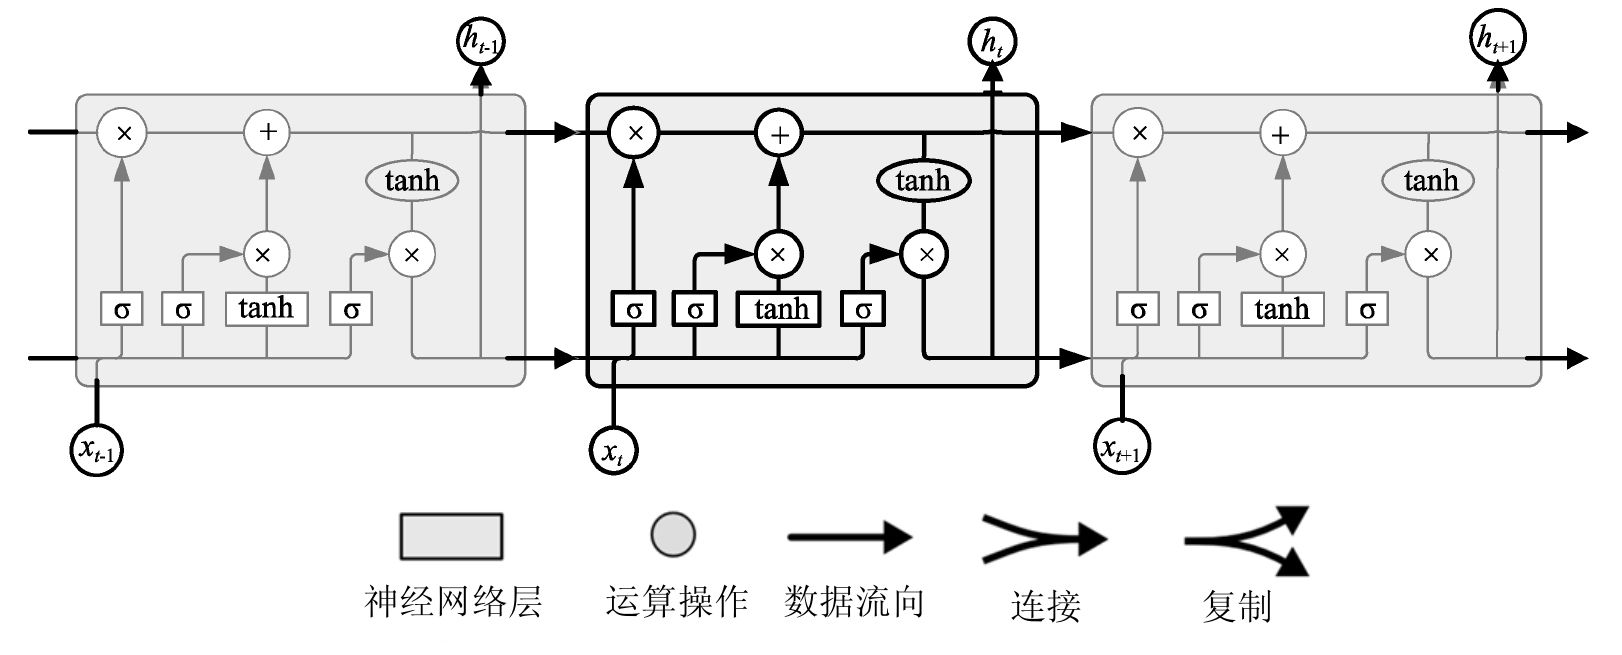 h_{t-1} h_t h_{t+1}
× + × + × +
tanh tanh tanh
× × × × × ×
σ σ tanh σ σ σ tanh σ σ σ tanh σ
x_{t-1} x_t x_{t+1}
神经网络层 运算操作 数据流向 连接 复制